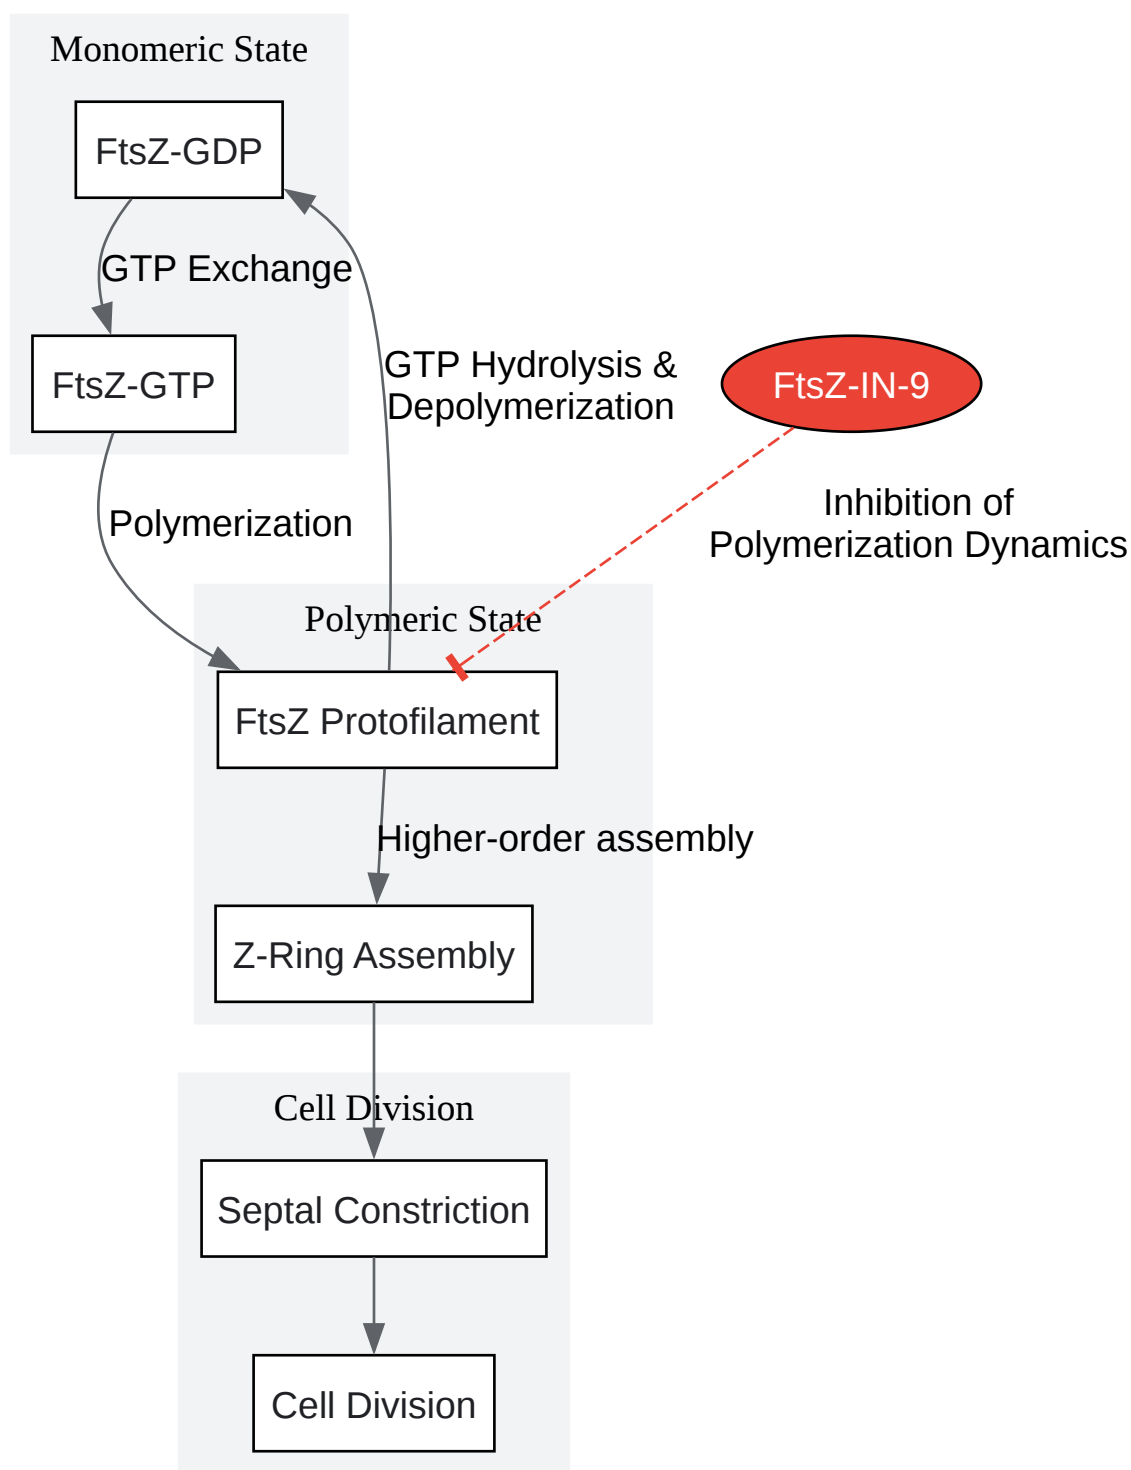 Monomeric State
FtsZ-GDP
GTP Exchange
FtsZ-GTP
GTP Hydrolysis &
Depolymerization
FtsZ-IN-9
Polymerization
Inhibition of
Polymerization Dynamics
Polymeric State
FtsZ Protofilament
Higher-order assembly
Z-Ring Assembly
Cell Division
Septal Constriction
Cell Division